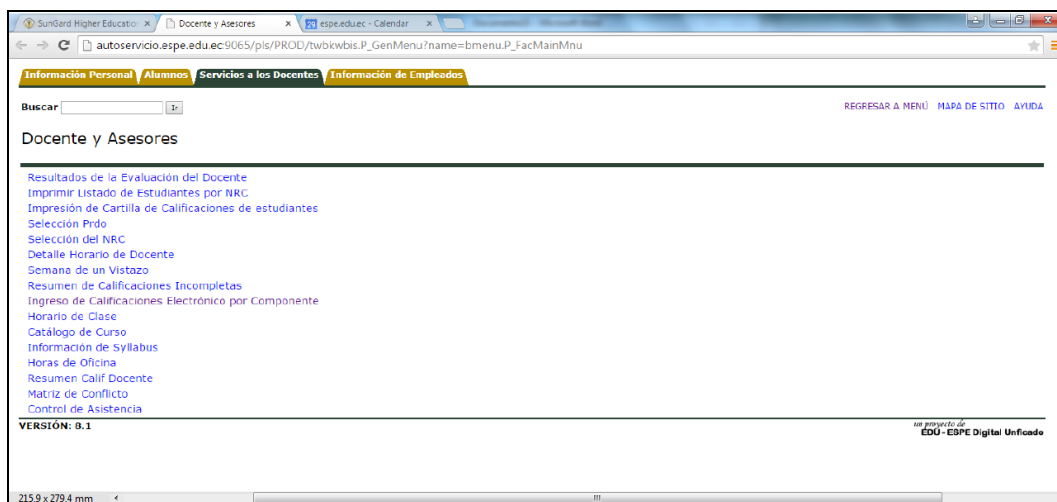 SunGard Higher Educatio
Docente y Asesores
espe.edu.ec - Calendar
autoservicio.espe.edu.ec:9065/pls/PROD/twbkwbis.P_GenMenu?name=bmenu.P_FacMainMnu
Información Personal Alumnos Servicios a los Docentes Información de Empleados
Buscar Ir REGRESAR A MENÚ MAPA DE SITIO AYUDA
Docente y Asesores
Resultados de la Evaluación del Docente
Imprimir Listado de Estudiantes por NRC
Impresión de Cartilla de Calificaciones de estudiantes
Selección Prdo
Selección del NRC
Detalle Horario de Docente
Semana de un Vistazo
Resumen de Calificaciones Incompletas
Ingreso de Calificaciones Electrónico por Componente
Horario de Clase
Catálogo de Curso
Información de Syllabus
Horas de Oficina
Resumen Calif Docente
Matriz de Conflicto
Control de Asistencia
VERSIÓN: 8.1
un proyecto de
EDÚ - ESPE Digital Unficado
215.9 x 279.4 mm